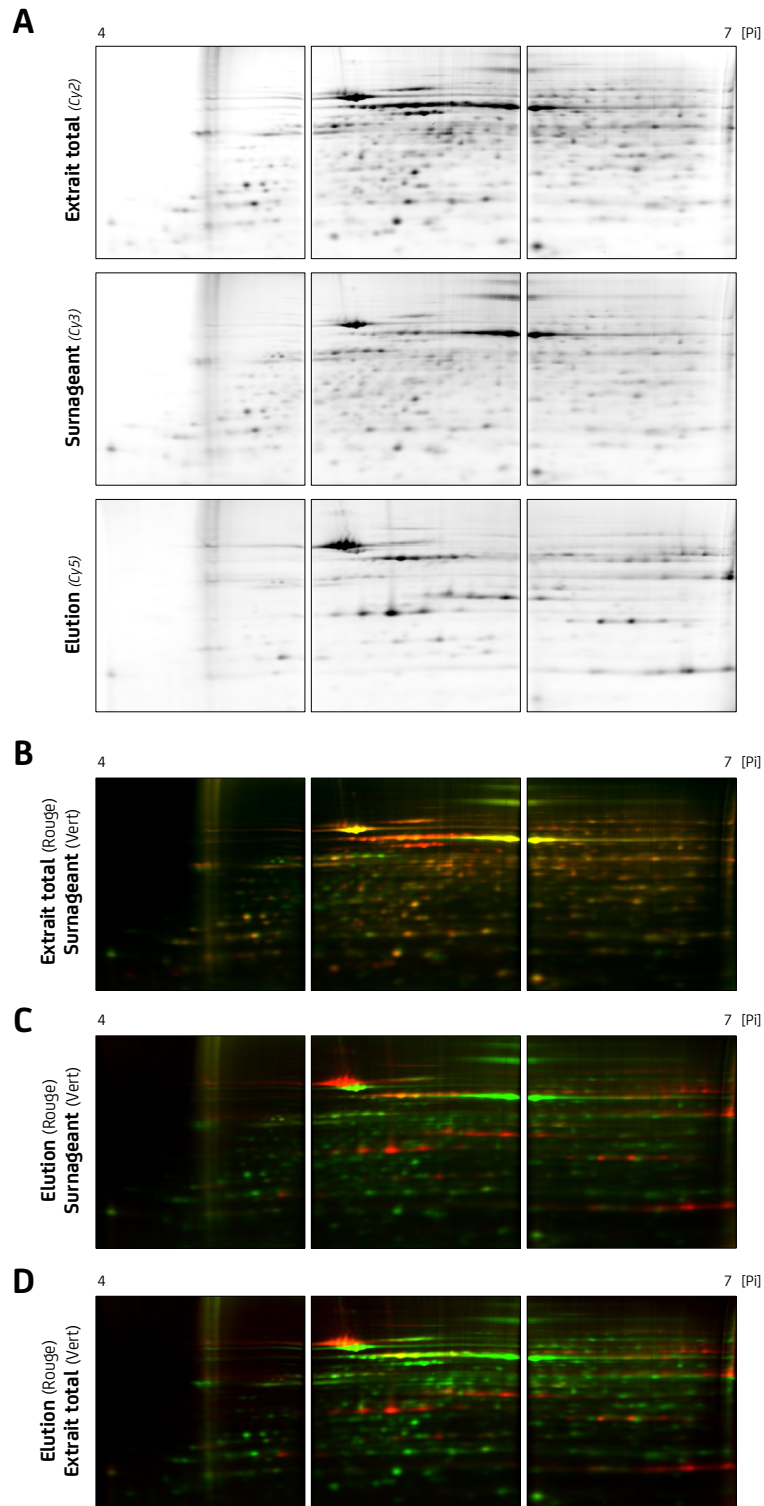 A
4 7 [Pi]
Extrait total (Cy2)
Surnageant (Cy3)
Elution (Cy5)
B
4 7 [Pi]
Extrait total (Rouge)
Surnageant (Vert)
C
4 7 [Pi]
Elution (Rouge)
Surnageant (Vert)
D
4 7 [Pi]
Elution (Rouge)
Extrait total (Vert)